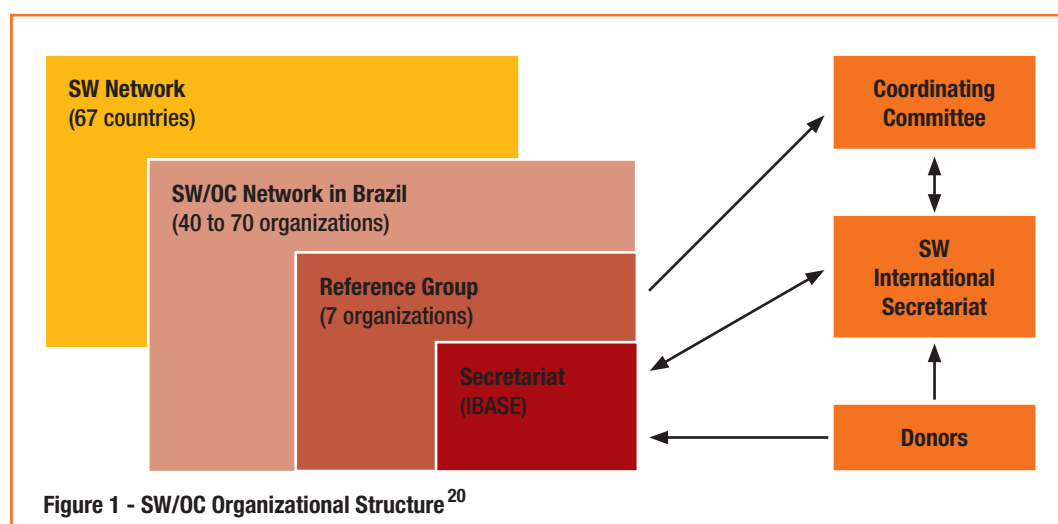 SW Network
(67 countries)
SW/OC Network in Brazil
(40 to 70 organizations)
Reference Group
(7 organizations)
Secretariat
(IBASE)
Coordinating
Committee
SW
International
Secretariat
Donors
Figure 1 - SW/OC Organizational Structure 20